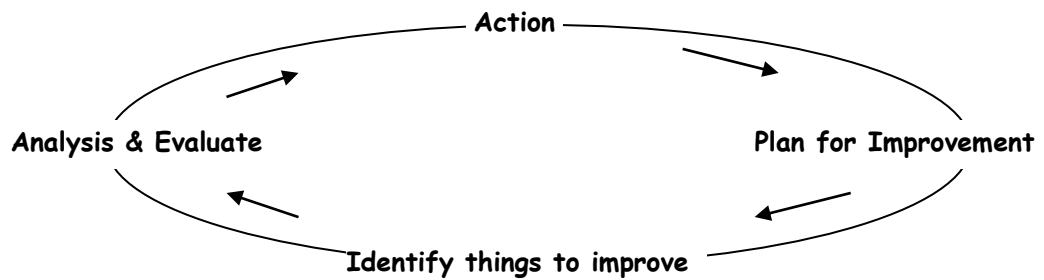 Action
Analysis & Evaluate
Plan for Improvement
Identify things to improve